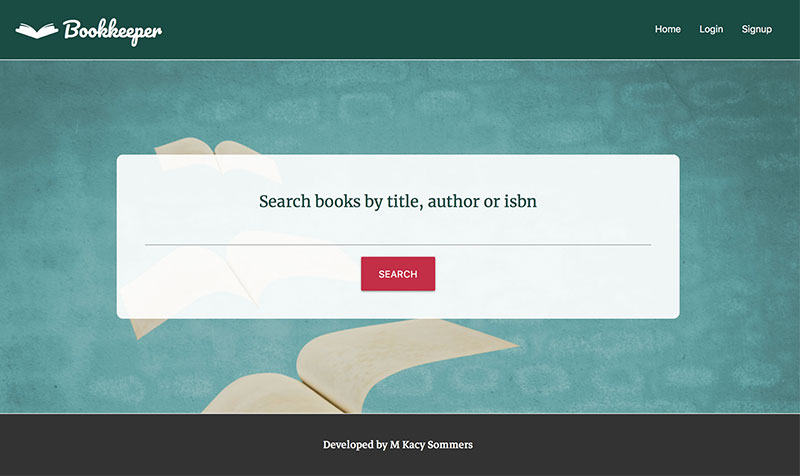 Bookkeeper
Home Login Signup
Search books by title, author or isbn
SEARCH
Developed by M Kacy Sommers